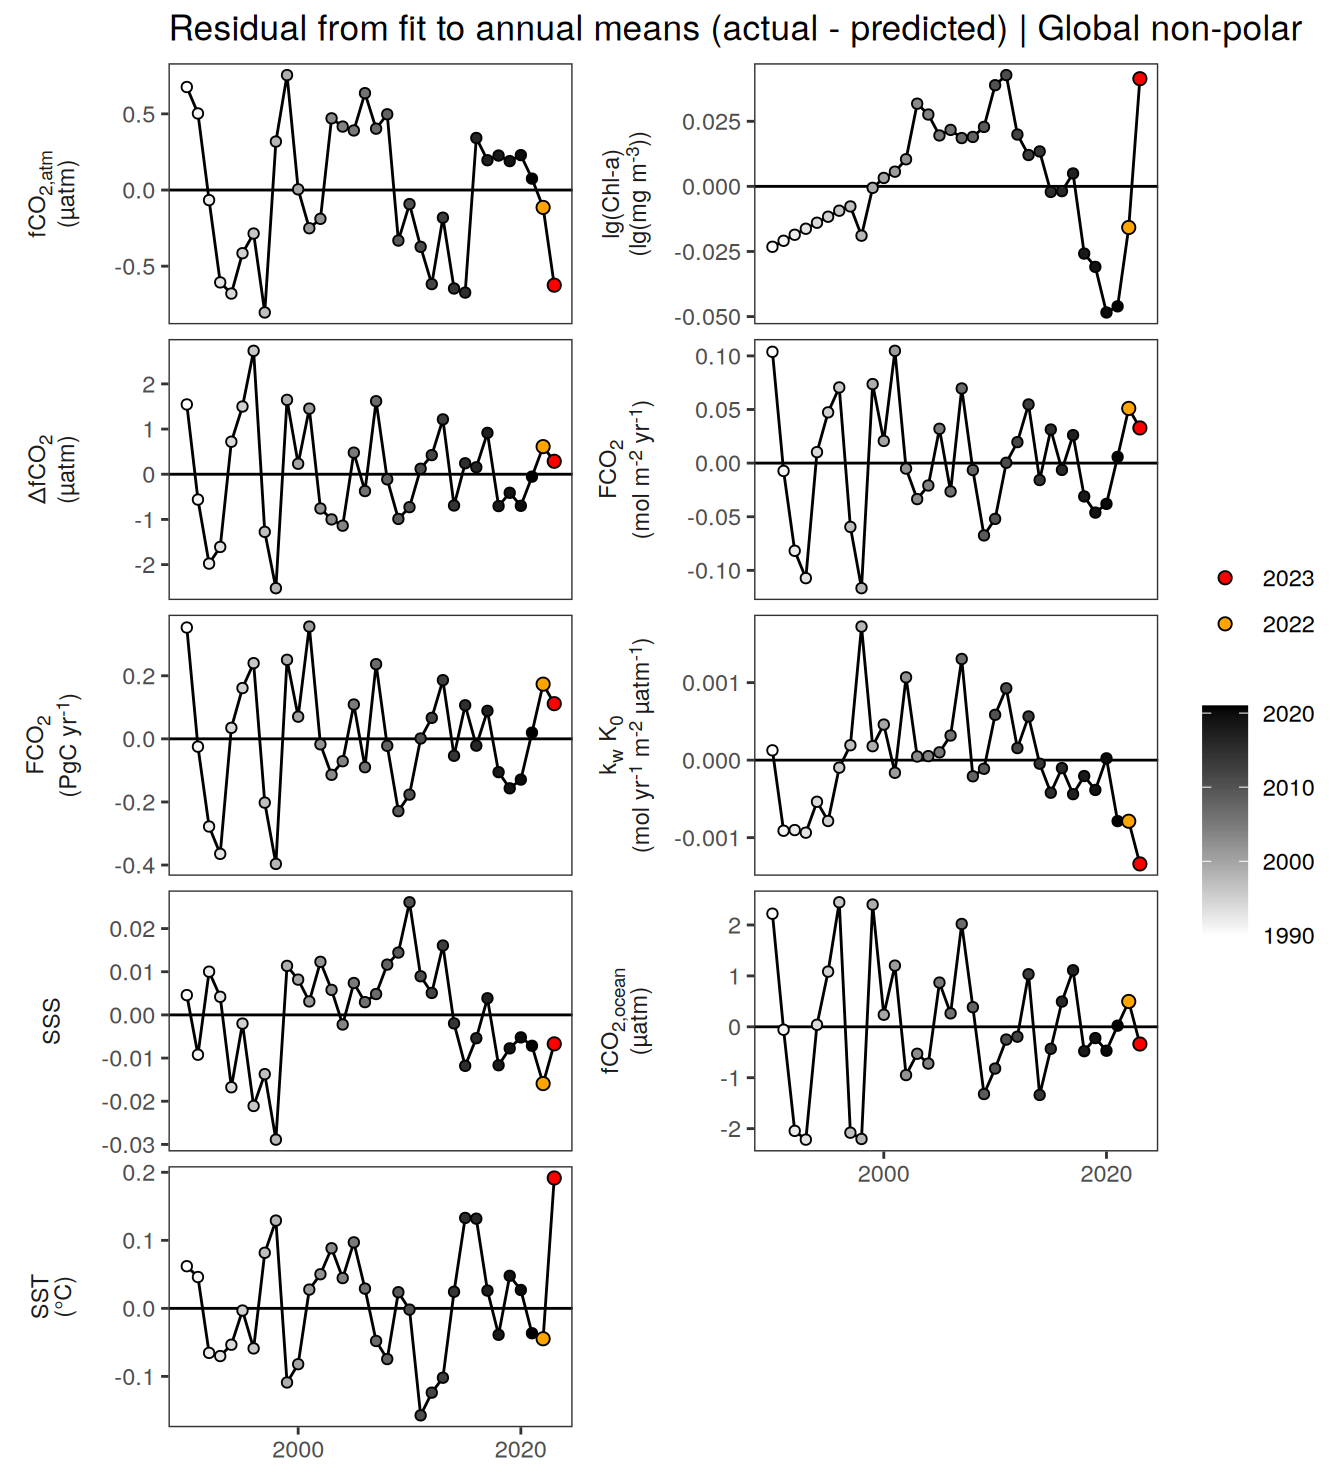 Residual from fit to annual means (actual - predicted) | Global non-polar
fCO2,atm
(µatm)
0.5
0.0
-0.5
lg(Chl-a)
(lg(mg m-3))
0.025
0.000
-0.025
-0.050
ΔfCO2
(µatm)
2
1
0
-1
-2
FCO2
(mol m-2 yr-1)
0.10
0.05
0.00
-0.05
-0.10
FCO2
(PgC yr-1)
0.2
0.0
-0.2
-0.4
kw K0
(mol yr-1 m-2 µatm-1)
0.001
0.000
-0.001
SSS
0.02
0.01
0.00
-0.01
-0.02
-0.03
fCO2,ocean
(µatm)
2
1
0
-1
-2
2000
2020
SST
(°C)
0.2
0.1
0.0
-0.1
2000
2020
2023
2022
2020
2010
2000
1990